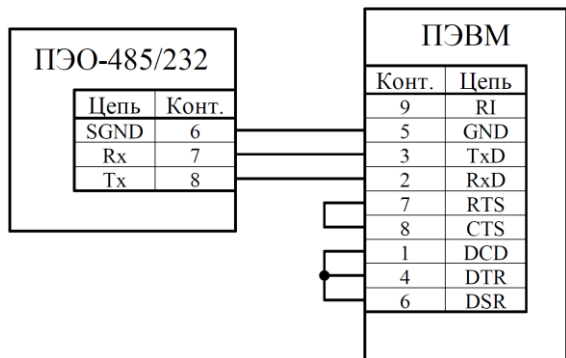 ПЭО-485/232
Цепь Конт.
SGND 6
Rx 7
Tx 8
ПЭВМ
Конт. Цепь
9 RI
5 GND
3 TxD
2 RxD
7 RTS
8 CTS
1 DCD
4 DTR
6 DSR